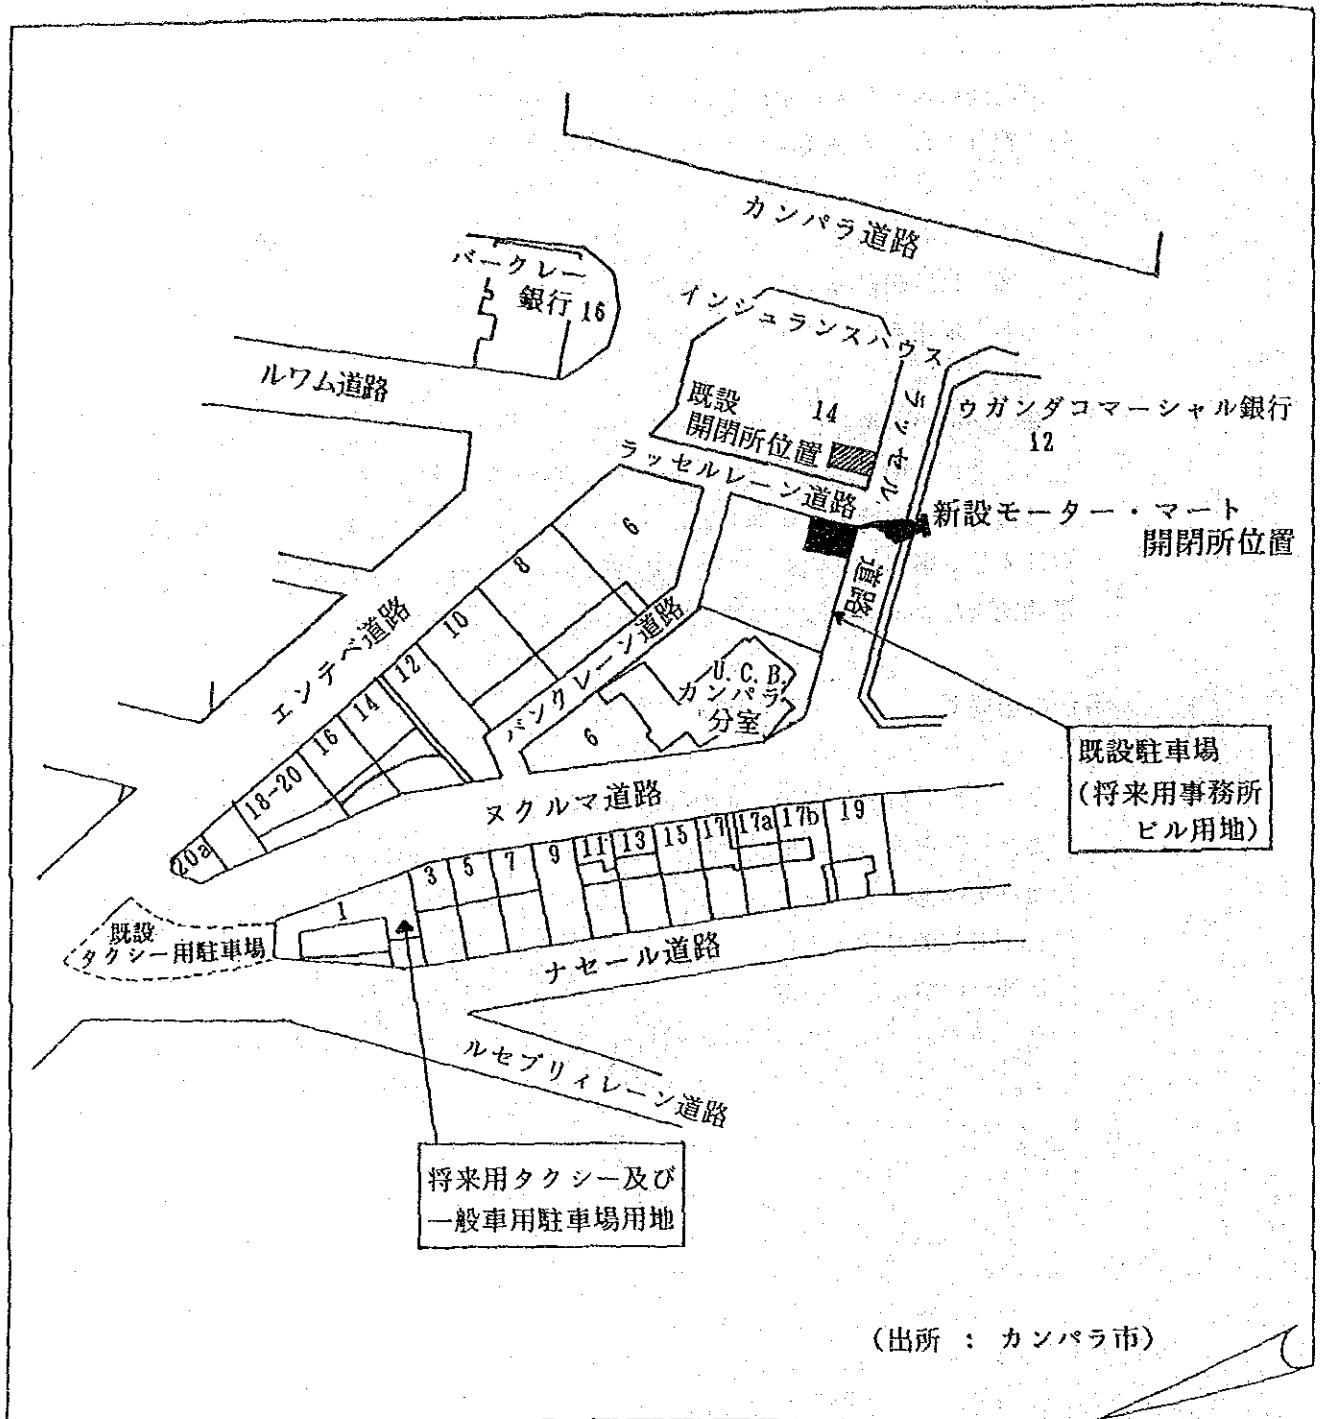 カンパラ道路
バークレー
銀行 16
インシュランスハウス
ルワム道路
既設 14
開閉所位置
ラッセル道路
ウガンダコマーシャル銀行
12
ラッセルレーン道路
新設モーター・マート
開閉所位置
6
8
10
12
14
16
18-20
20a
エンテベ道路
バンクレーン道路
U.C.B.
カンパラ
分室
6
既設駐車場
(将来用事務所
ビル用地)
ヌクルマ道路
1
3
5
7
9
11
13
15
17
17a
17b
19
既設
タクシー用駐車場
ナセール道路
ルセブリィレーン道路
将来用タクシー及び
一般車用駐車場用地
(出所 : カンパラ市)